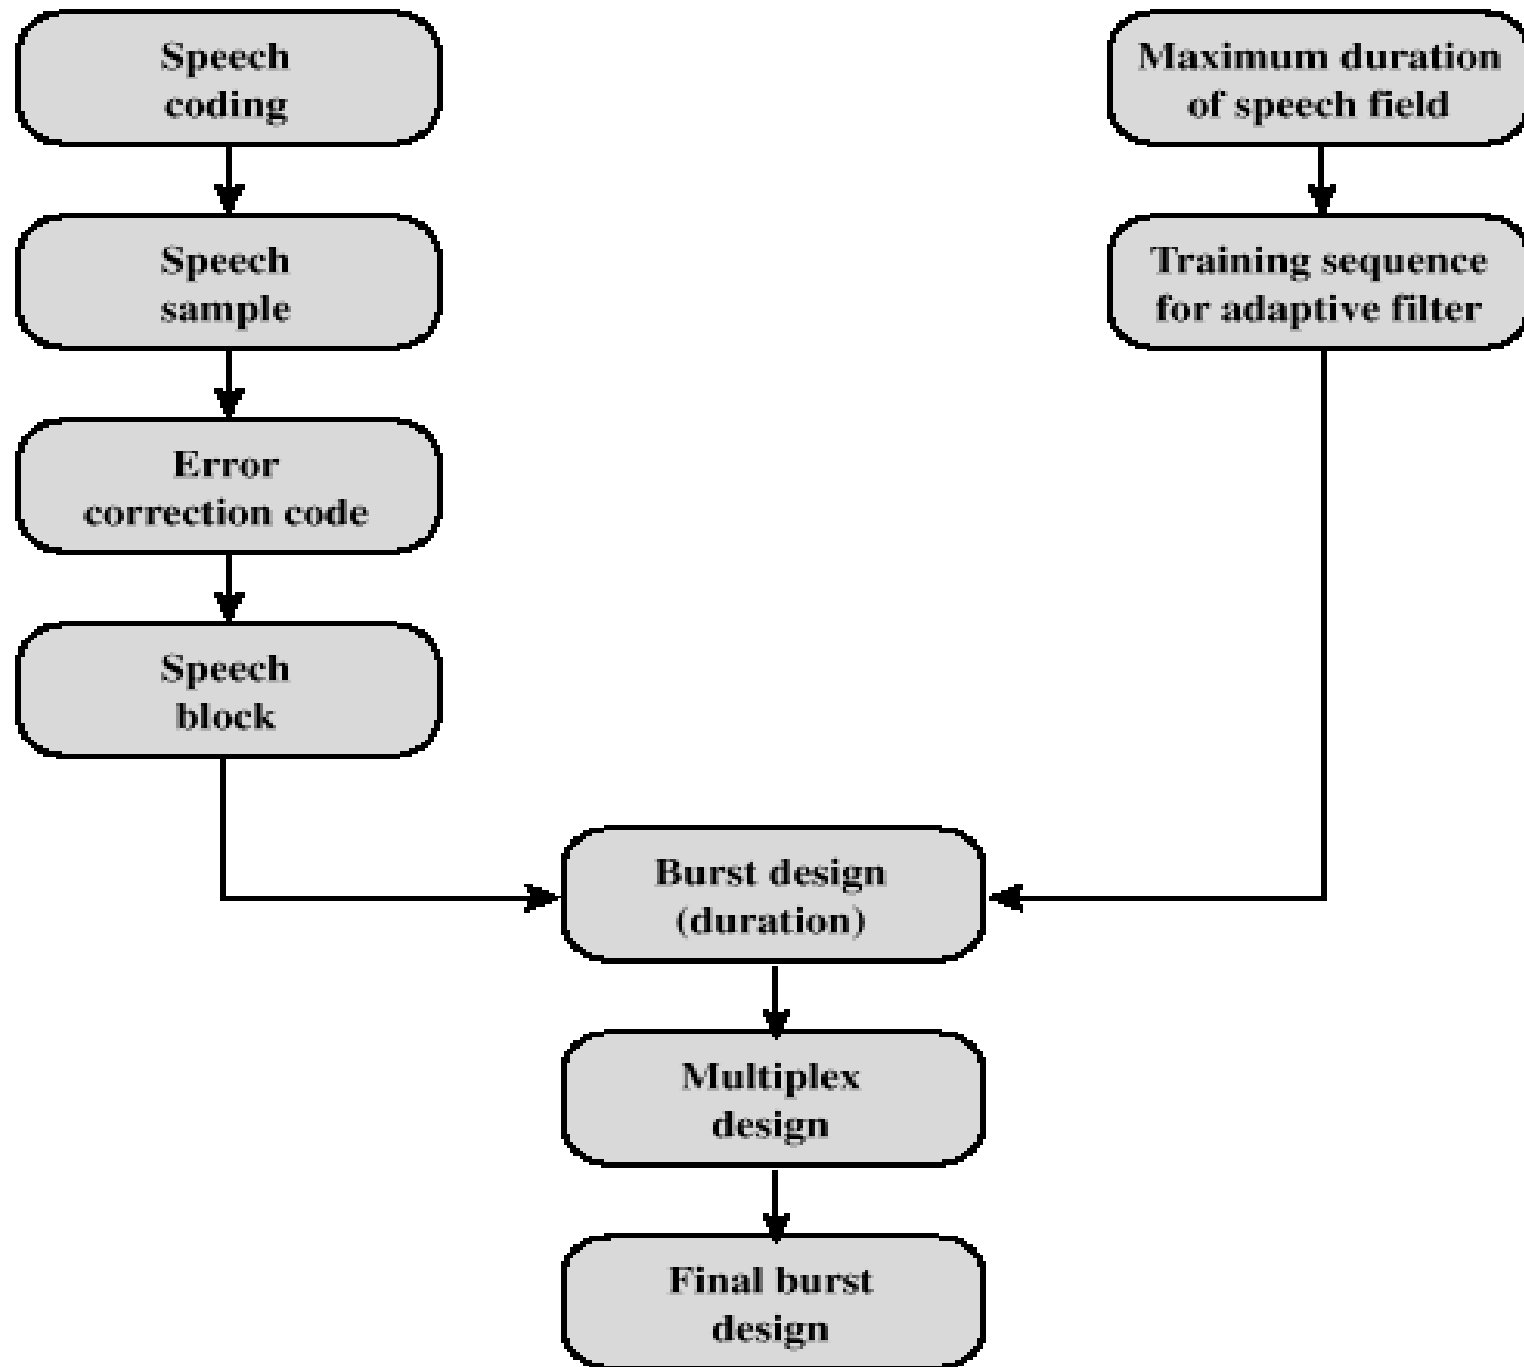 Speech
coding
Maximum duration
of speech field
Speech
sample
Training sequence
for adaptive filter
Error
correction code
Speech
block
Burst design
(duration)
Multiplex
design
Final burst
design